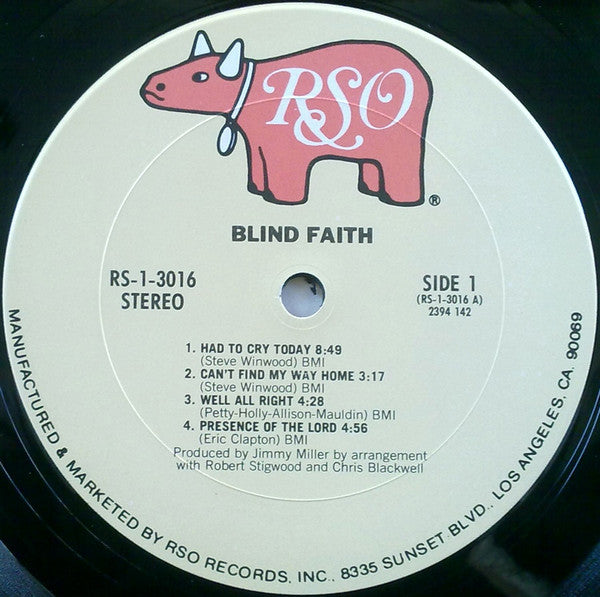 RSO
®
BLIND FAITH
RS-1-3016
STEREO
SIDE 1
(RS-1-3016 A)
2394 142
1. HAD TO CRY TODAY 8:49
(Steve Winwood) BMI
2. CAN'T FIND MY WAY HOME 3:17
(Steve Winwood) BMI
3. WELL ALL RIGHT 4:28
(Petty-Holly-Allison-Mauldin) BMI
4. PRESENCE OF THE LORD 4:56
(Eric Clapton) BMI
Produced by Jimmy Miller by arrangement
with Robert Stigwood and Chris Blackwell
MANUFACTURED & MARKETED BY RSO RECORDS, INC., 8335 SUNSET BLVD., LOS ANGELES, CA. 90069